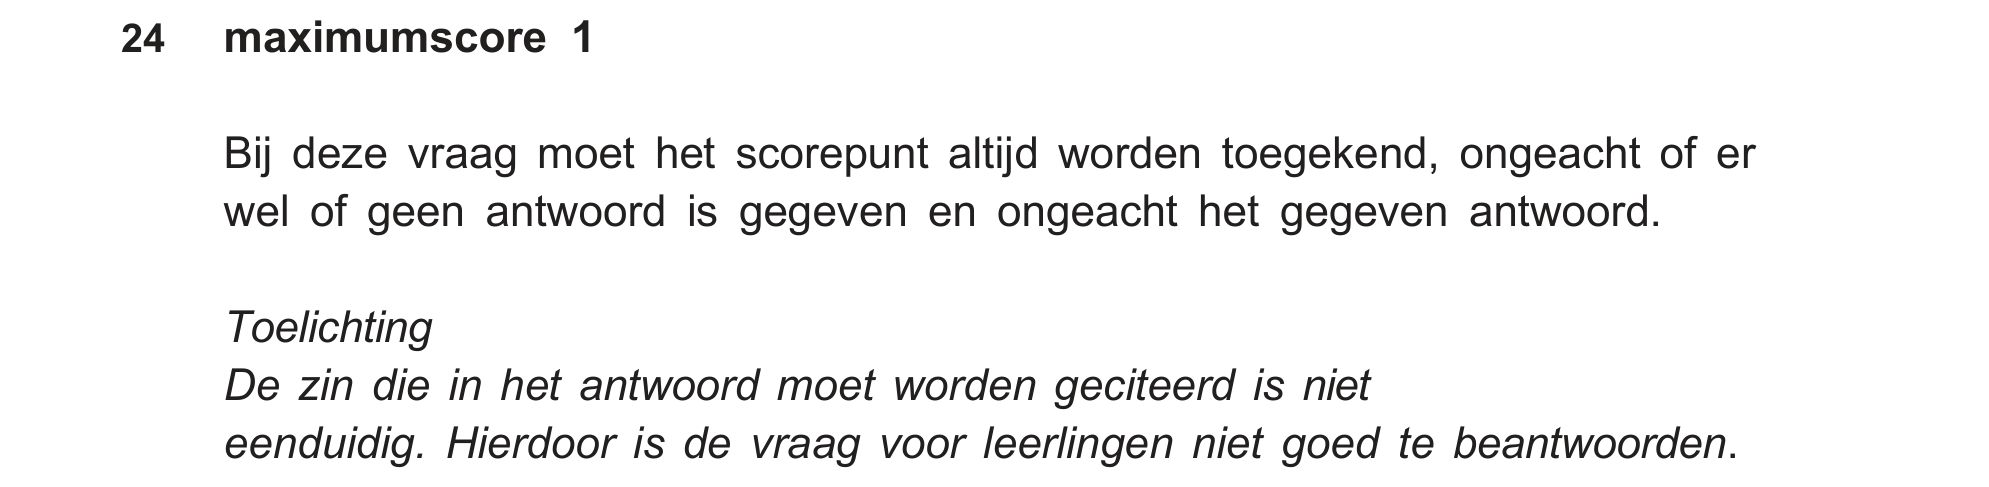 24 maximumscore 1
Bij deze vraag moet het scorepunt altijd worden toegekend, ongeacht of er
wel of geen antwoord is gegeven en ongeacht het gegeven antwoord.
Toelichting
De zin die in het antwoord moet worden geciteerd is niet
eenduidig. Hierdoor is de vraag voor leerlingen niet goed te beantwoorden.